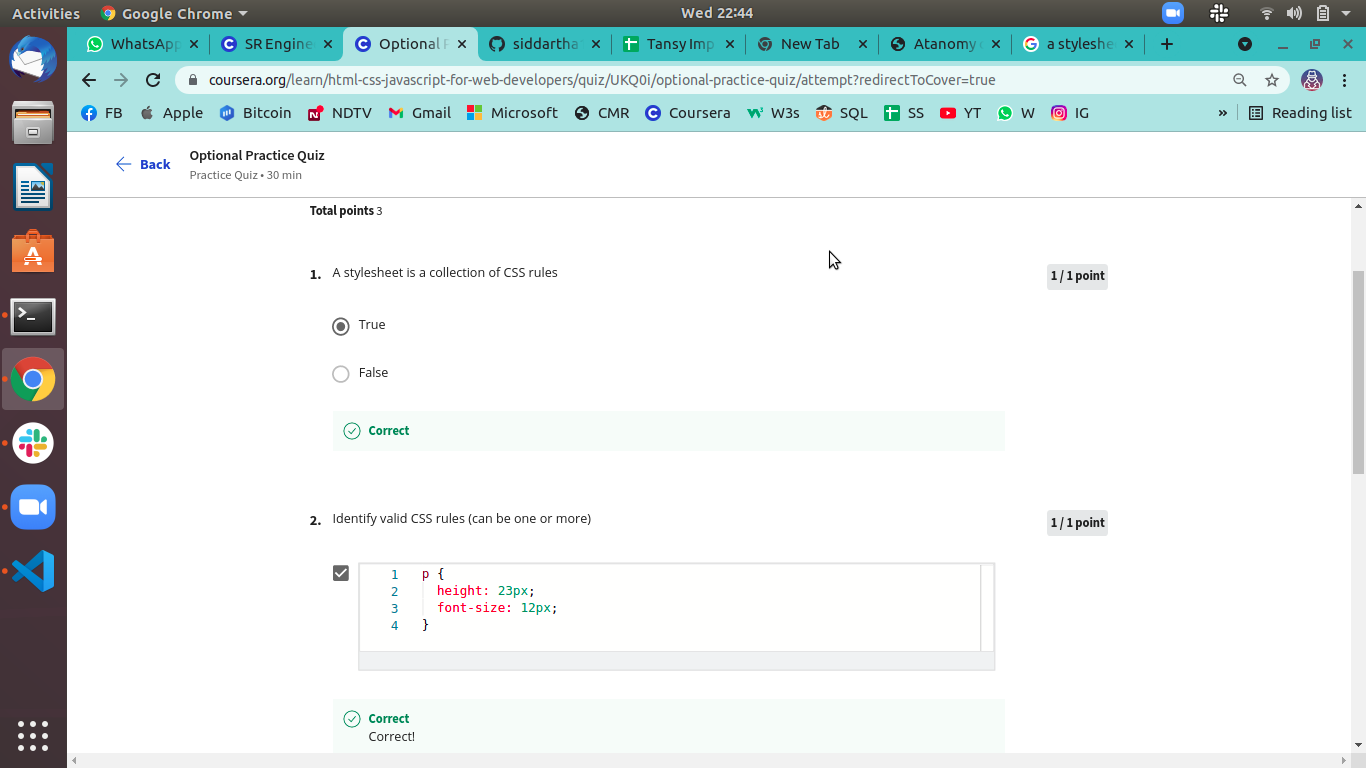 Activities Google Chrome Wed 22:44
WhatsApp SR Engine Optional siddartha Tansy Imp New Tab Atanomy a styleshe
coursera.org/learn/html-css-javascript-for-web-developers/quiz/UKQ0i/optional-practice-quiz/attempt?redirectToCover=true
FB Apple Bitcoin NDTV Gmail Microsoft CMR Coursera W3s SQL SS YT W IG » Reading list
Back
Optional Practice Quiz
Practice Quiz • 30 min
Total points 3
1. A stylesheet is a collection of CSS rules 1 / 1 point
True
False
Correct
2. Identify valid CSS rules (can be one or more) 1 / 1 point
1 p {
2 height: 23px;
3 font-size: 12px;
4 }
Correct
Correct!